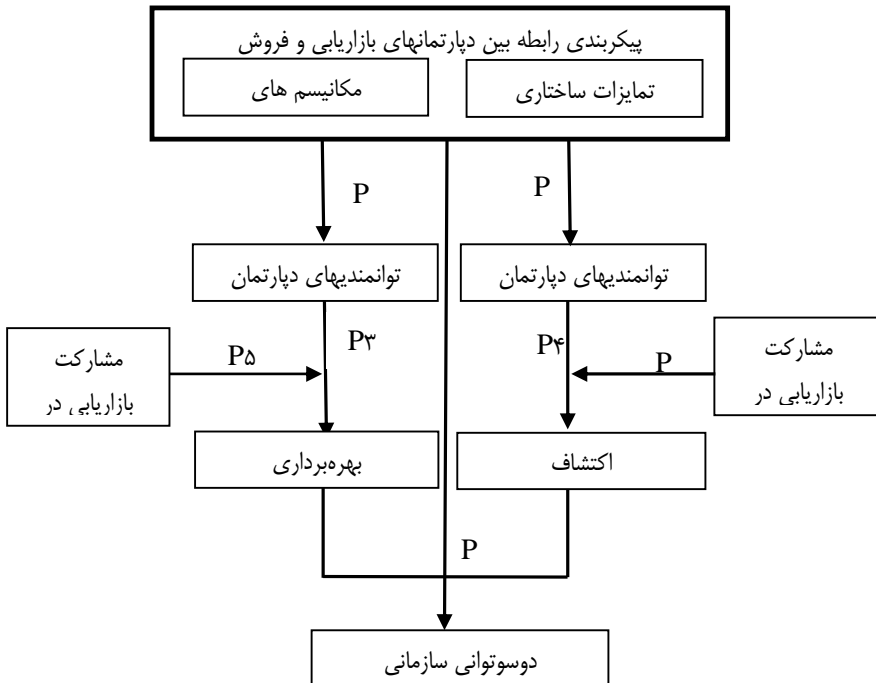 پیکربندی رابطه بین دپارتمانهای بازاریابی و فروش
تمایزات ساختاری
مکانیسم های
P
P
توانمندیهای دپارتمان
توانمندیهای دپارتمان
مشارکت
بازاریابی در
P
P۴
P۳
P۵
مشارکت
بازاریابی در
اکتشاف
بهره‌برداری
P
دوسوتوانی سازمانی